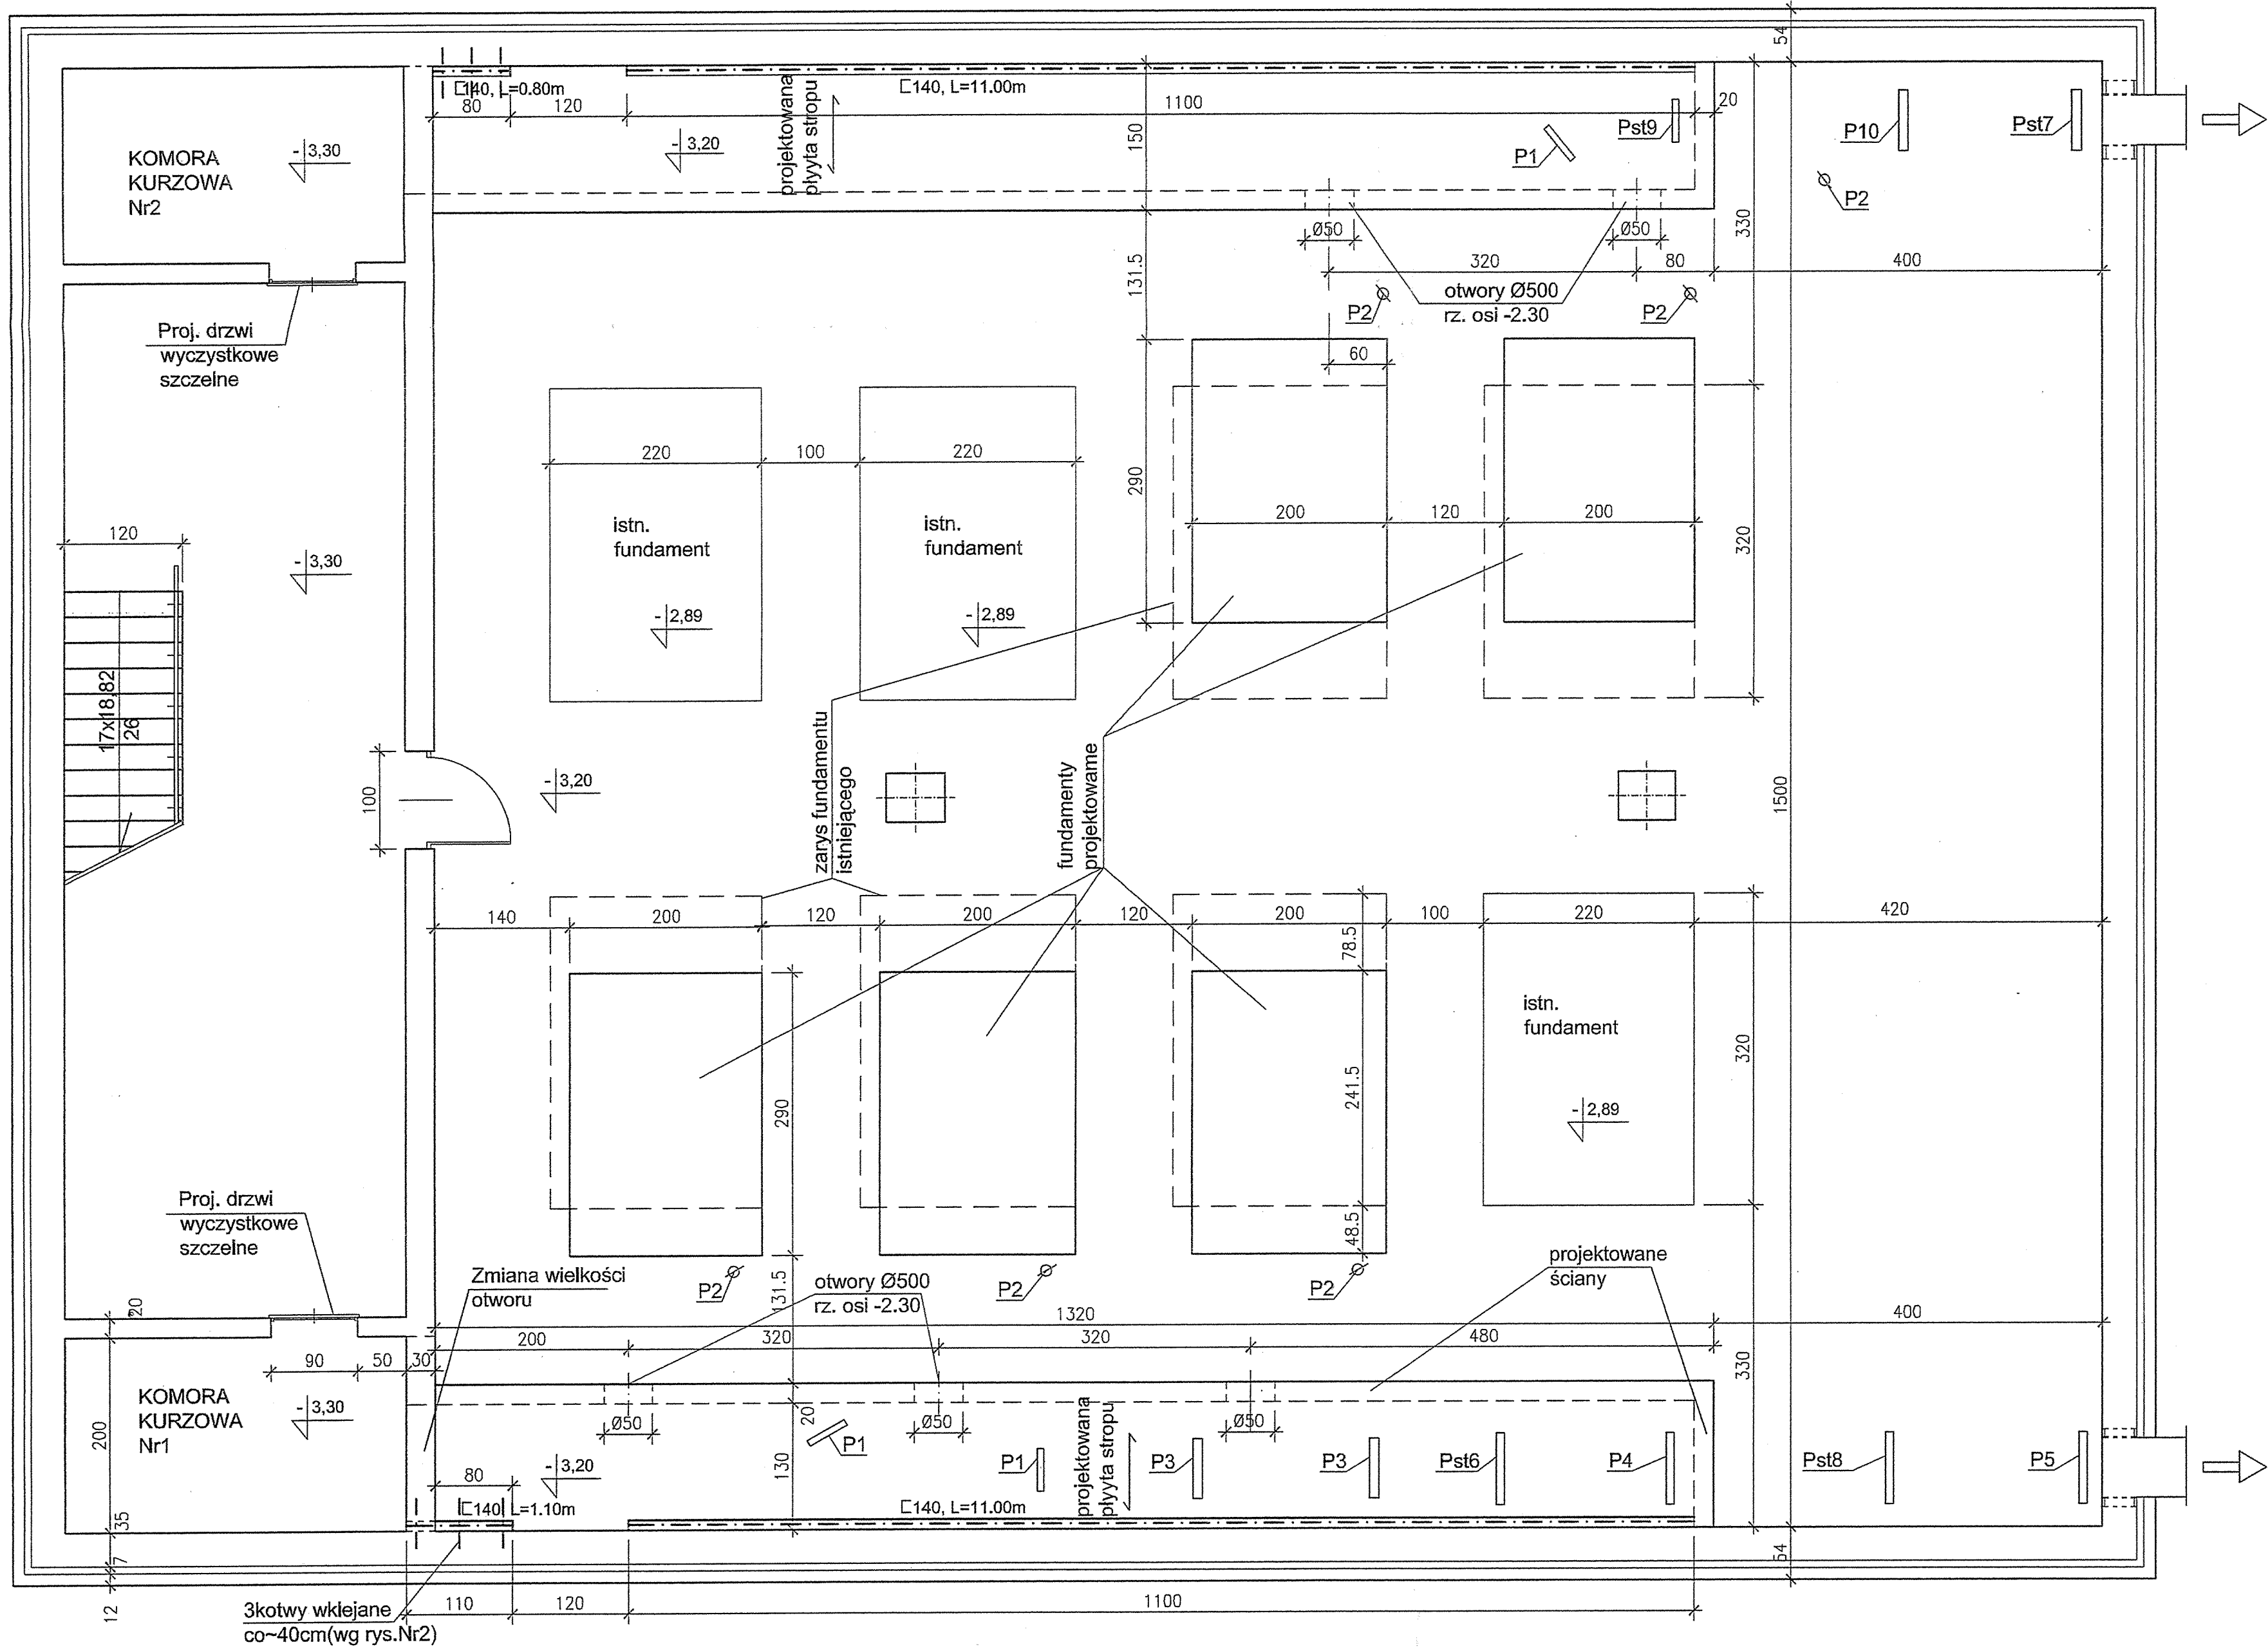 54
[140, L=0.80m
80
120
[140, L=11.00m
1100
20
projektowana
płyyta stropu
150
-3,20
P1
Pst9
P10
Pst7
P2
KOMORA
KURZOWA
Nr2
-3,30
Ø50
Ø50
330
131.5
320
80
400
P2
otwory Ø500
rz. osi -2.30
P2
Proj. drzwi
wyczystkowe
szczelne
60
220
100
220
290
200
120
200
320
istn.
fundament
istn.
fundament
120
-3,30
-2,89
-2,89
17x18,82
26
zarys fundamentu
istniejącego
fundamenty
projektowame
100
-3,20
1500
140
200
120
200
120
200
100
220
420
78.5
241.5
48.5
290
istn.
fundament
320
-2,89
Proj. drzwi
wyczystkowe
szczelne
Zmiana wielkości
otworu
P2
131.5
otwory Ø500
rz. osi -2.30
P2
P2
projektowane
ściany
20
1320
400
200
320
320
480
90
50
30
330
KOMORA
KURZOWA
Nr1
-3,30
200
Ø50
20
Ø50
Ø50
P1
130
P1
projektowana
płyyta stropu
P3
P3
Pst6
P4
Pst8
P5
80
-3,20
[140, L=1.10m
[140, L=11.00m
35
7
12
54
3kotwy wklejane
co~40cm(wg rys.Nr2)
110
120
1100